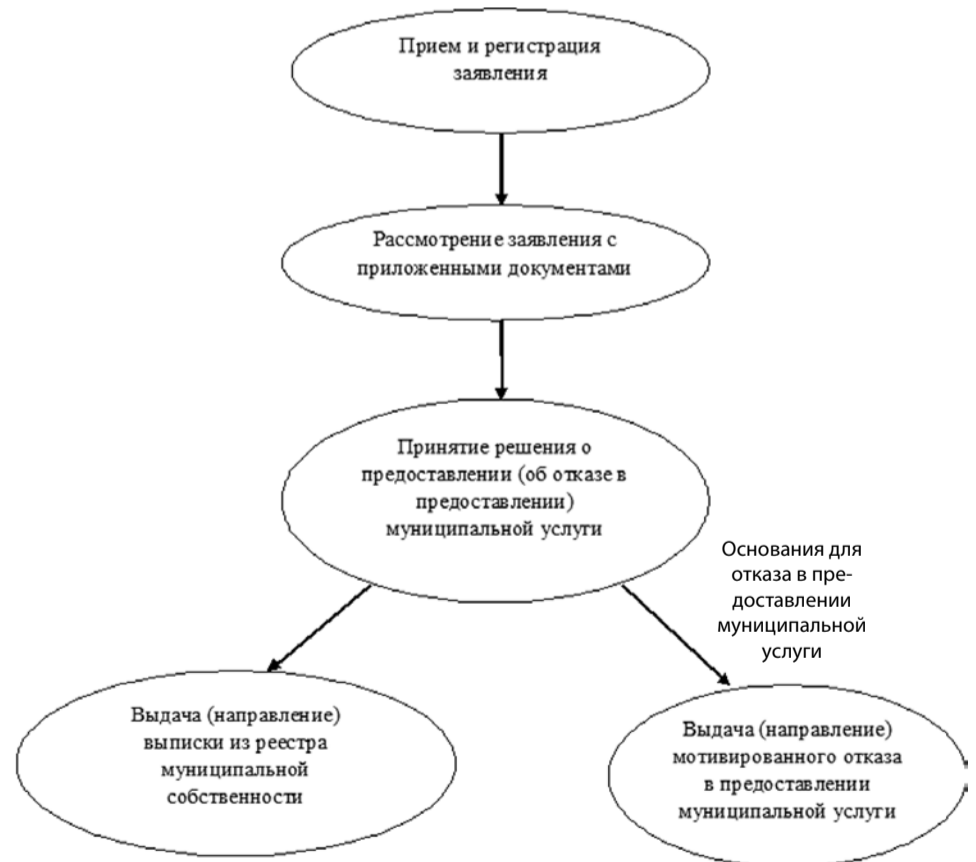 Прием и регистрация
заявления
Рассмотрение заявления с
приложенными документами
Принятие решения о
предоставлении (об отказе в
предоставлении)
муниципальной услуги
Основания для
отказа в пре-
доставлении
муниципальной
услуги
Выдача (направление)
выписки из реестра
муниципальной
собственности
Выдача (направление)
мотивированного отказа
в предоставлении
муниципальной услуги